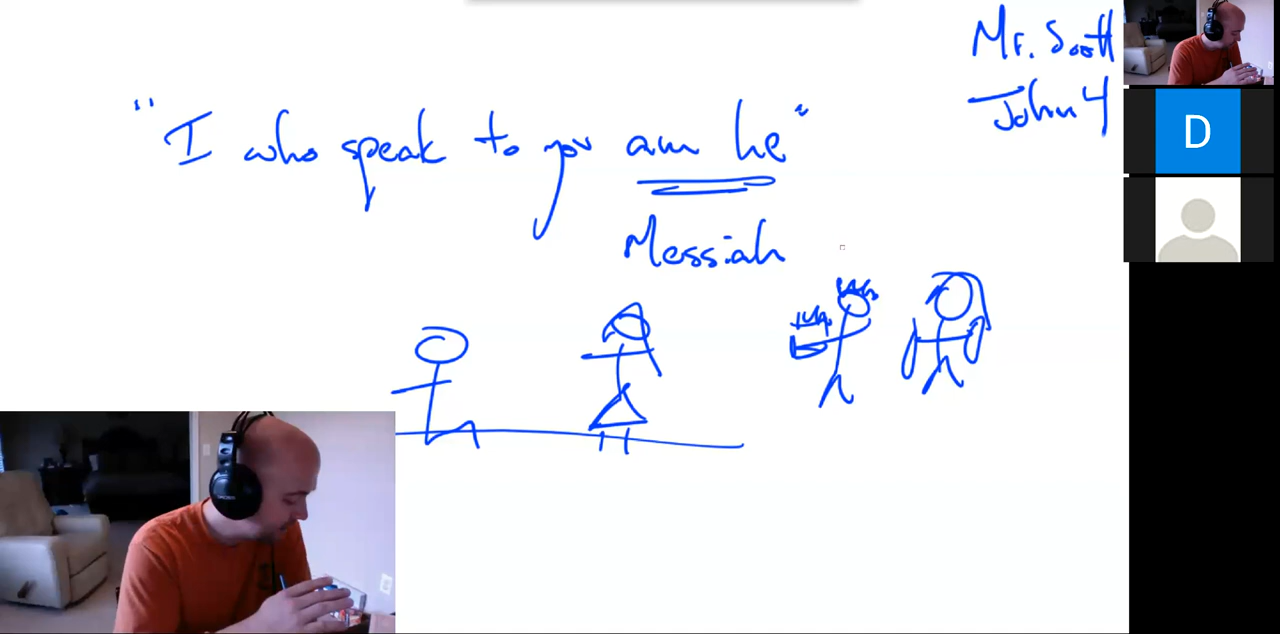 Mr. Scott
John 4
"I who speak to you am he"
Messiah
D